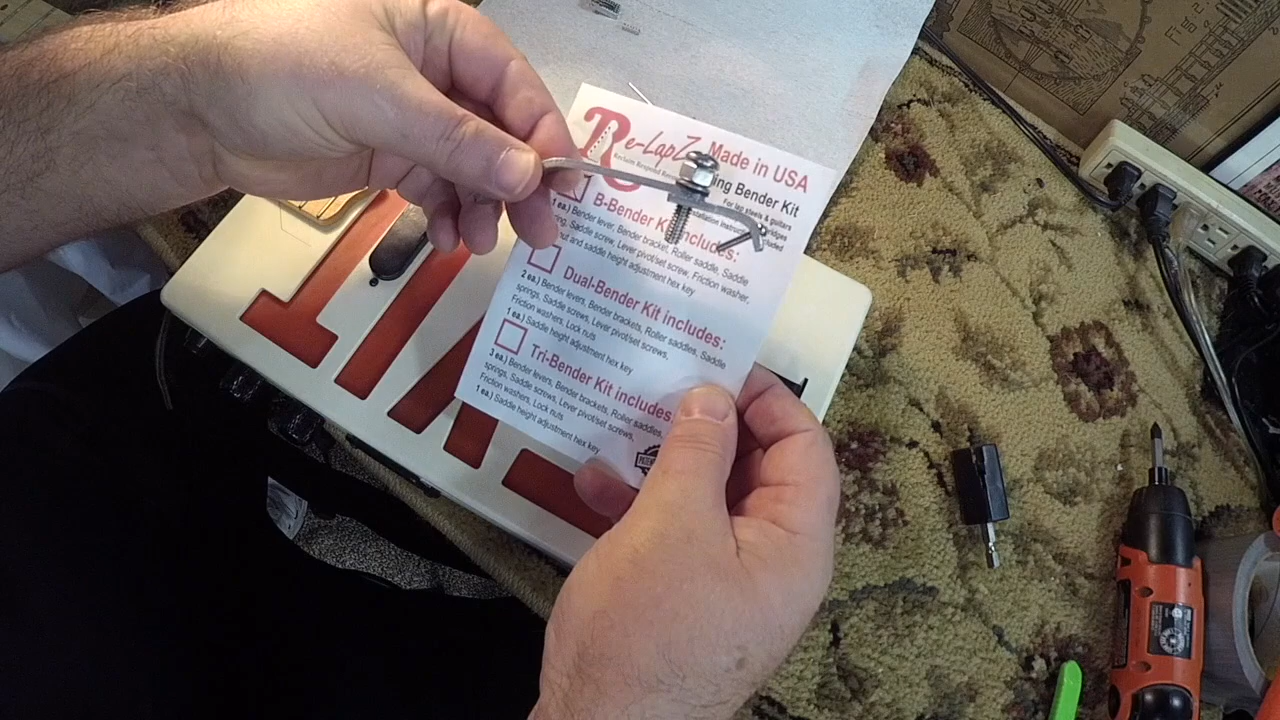 Re-LapZ Made in USA
ing Bender Kit
For lap steels & guitars
B-Bender Kit includes:
1 ea.) Bender lever, Bender bracket, Roller saddle, Saddle
ring, Saddle screw, Lever pivot/set screw, Friction washer,
nut and saddle height adjustment hex key
Dual-Bender Kit includes:
2 ea.) Bender levers, Bender brackets, Roller saddles, Saddle
springs, Saddle screws, Lever pivot/set screws,
Friction washers, Lock nuts
1 ea.) Saddle height adjustment hex key
Tri-Bender Kit includes:
3 ea.) Bender levers, Bender brackets, Roller saddles,
springs, Saddle screws, Lever pivot/set screws,
Friction washers, Lock nuts
1 ea.) Saddle height adjustment hex key